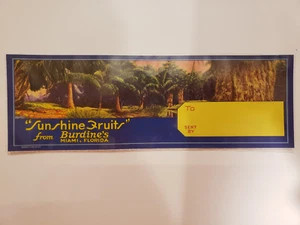 "Sunshine Fruits"
from Burdine's
MIAMI, FLORIDA
TO
SENT
BY